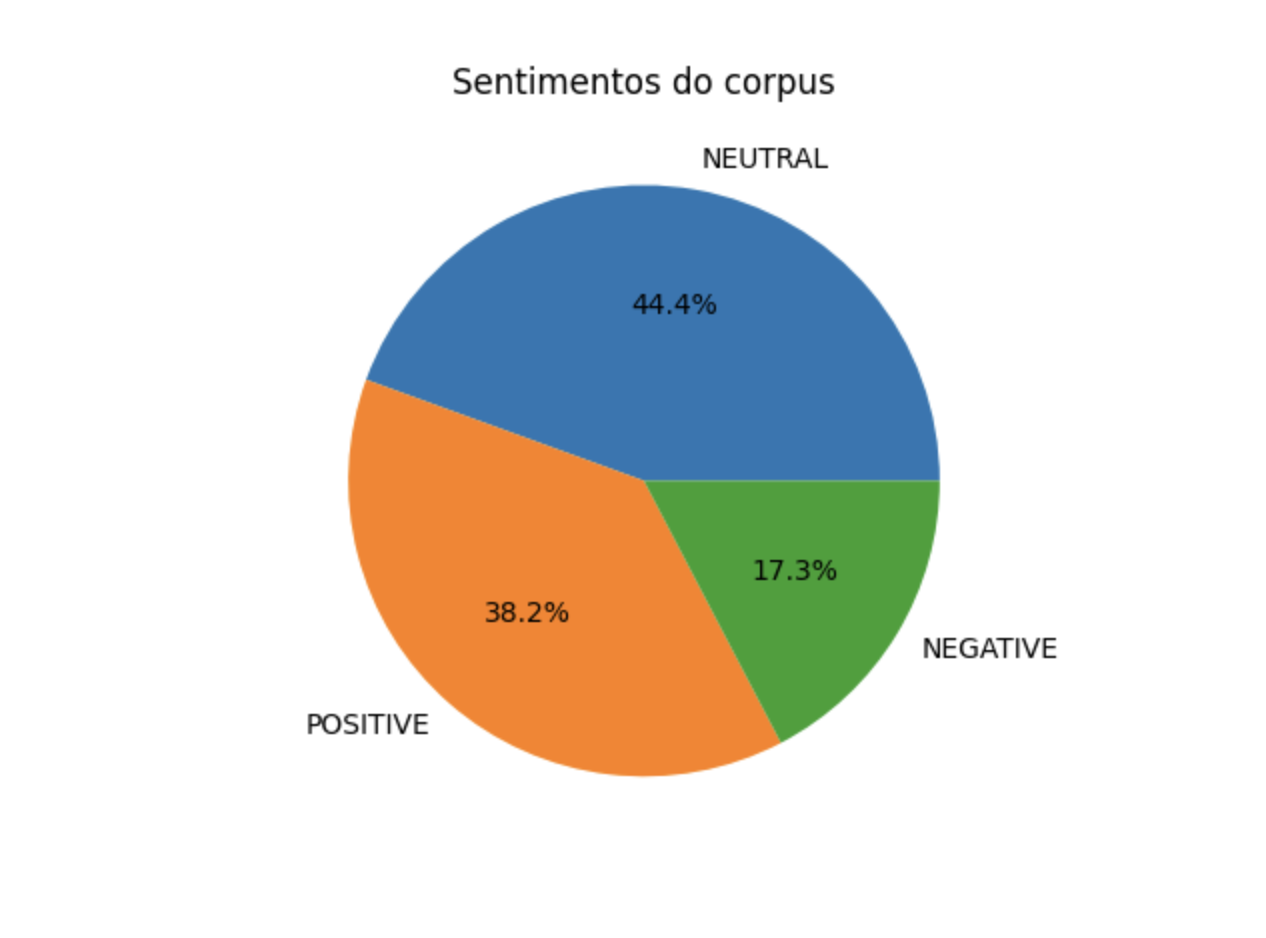 Sentimentos do corpus
NEUTRAL
44.4%
17.3%
38.2%
NEGATIVE
POSITIVE